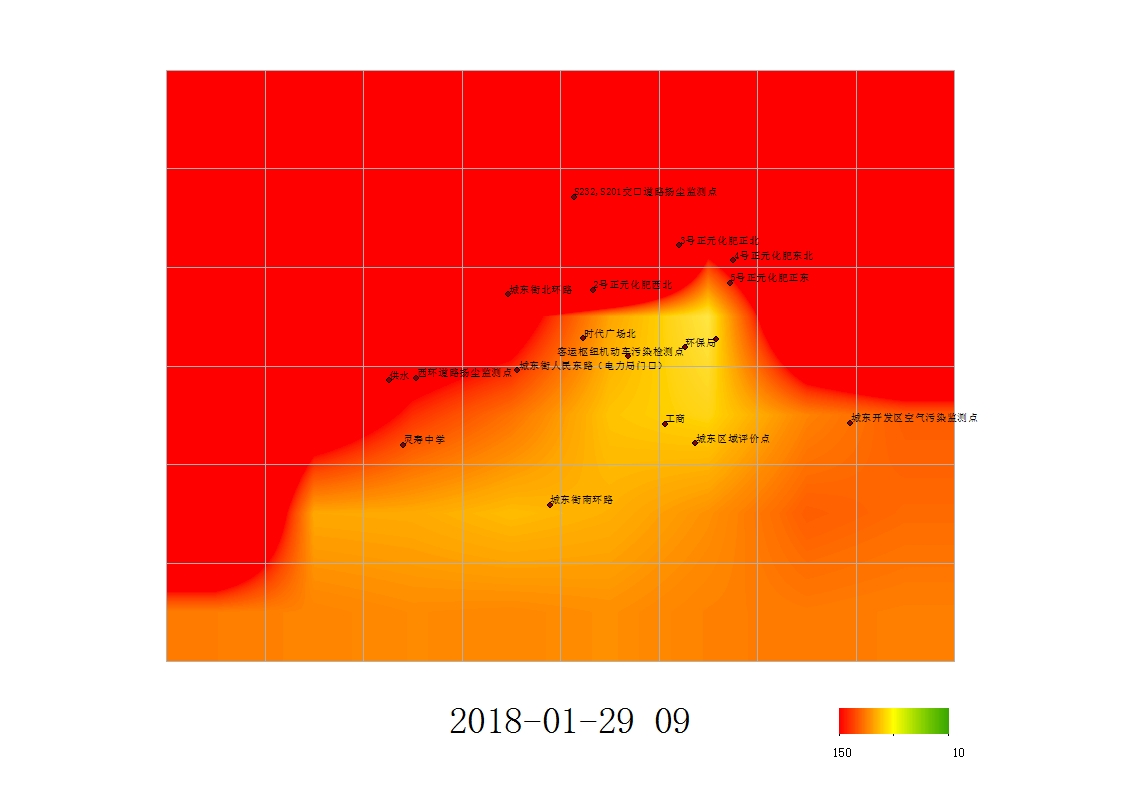 S232,S201交口道路扬尘监测点
3号正元化肥正北
4号正元化肥东北
5号正元化肥正东
2号正元化肥西北
城东街北环路
时代广场北
环保局
客运枢纽机动车污染检测点
城东街人民东路（电力局门口）
西环道路扬尘监测点
供水
工商
城东开发区空气污染监测点
城东区域评价点
灵寿中学
城东街南环路
2018-01-29 09
150
10